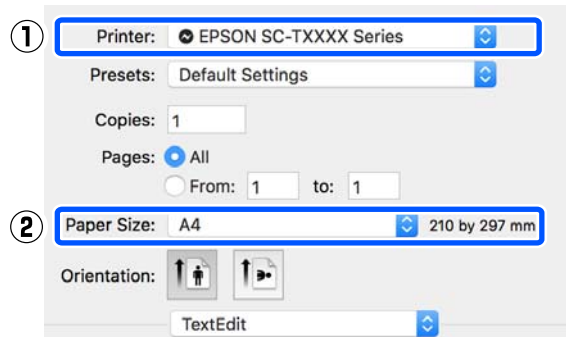 ① Printer: EPSON SC-TXXXX Series
Presets: Default Settings
Copies: 1
Pages: All
From: 1 to: 1
② Paper Size: A4 210 by 297 mm
Orientation:
TextEdit